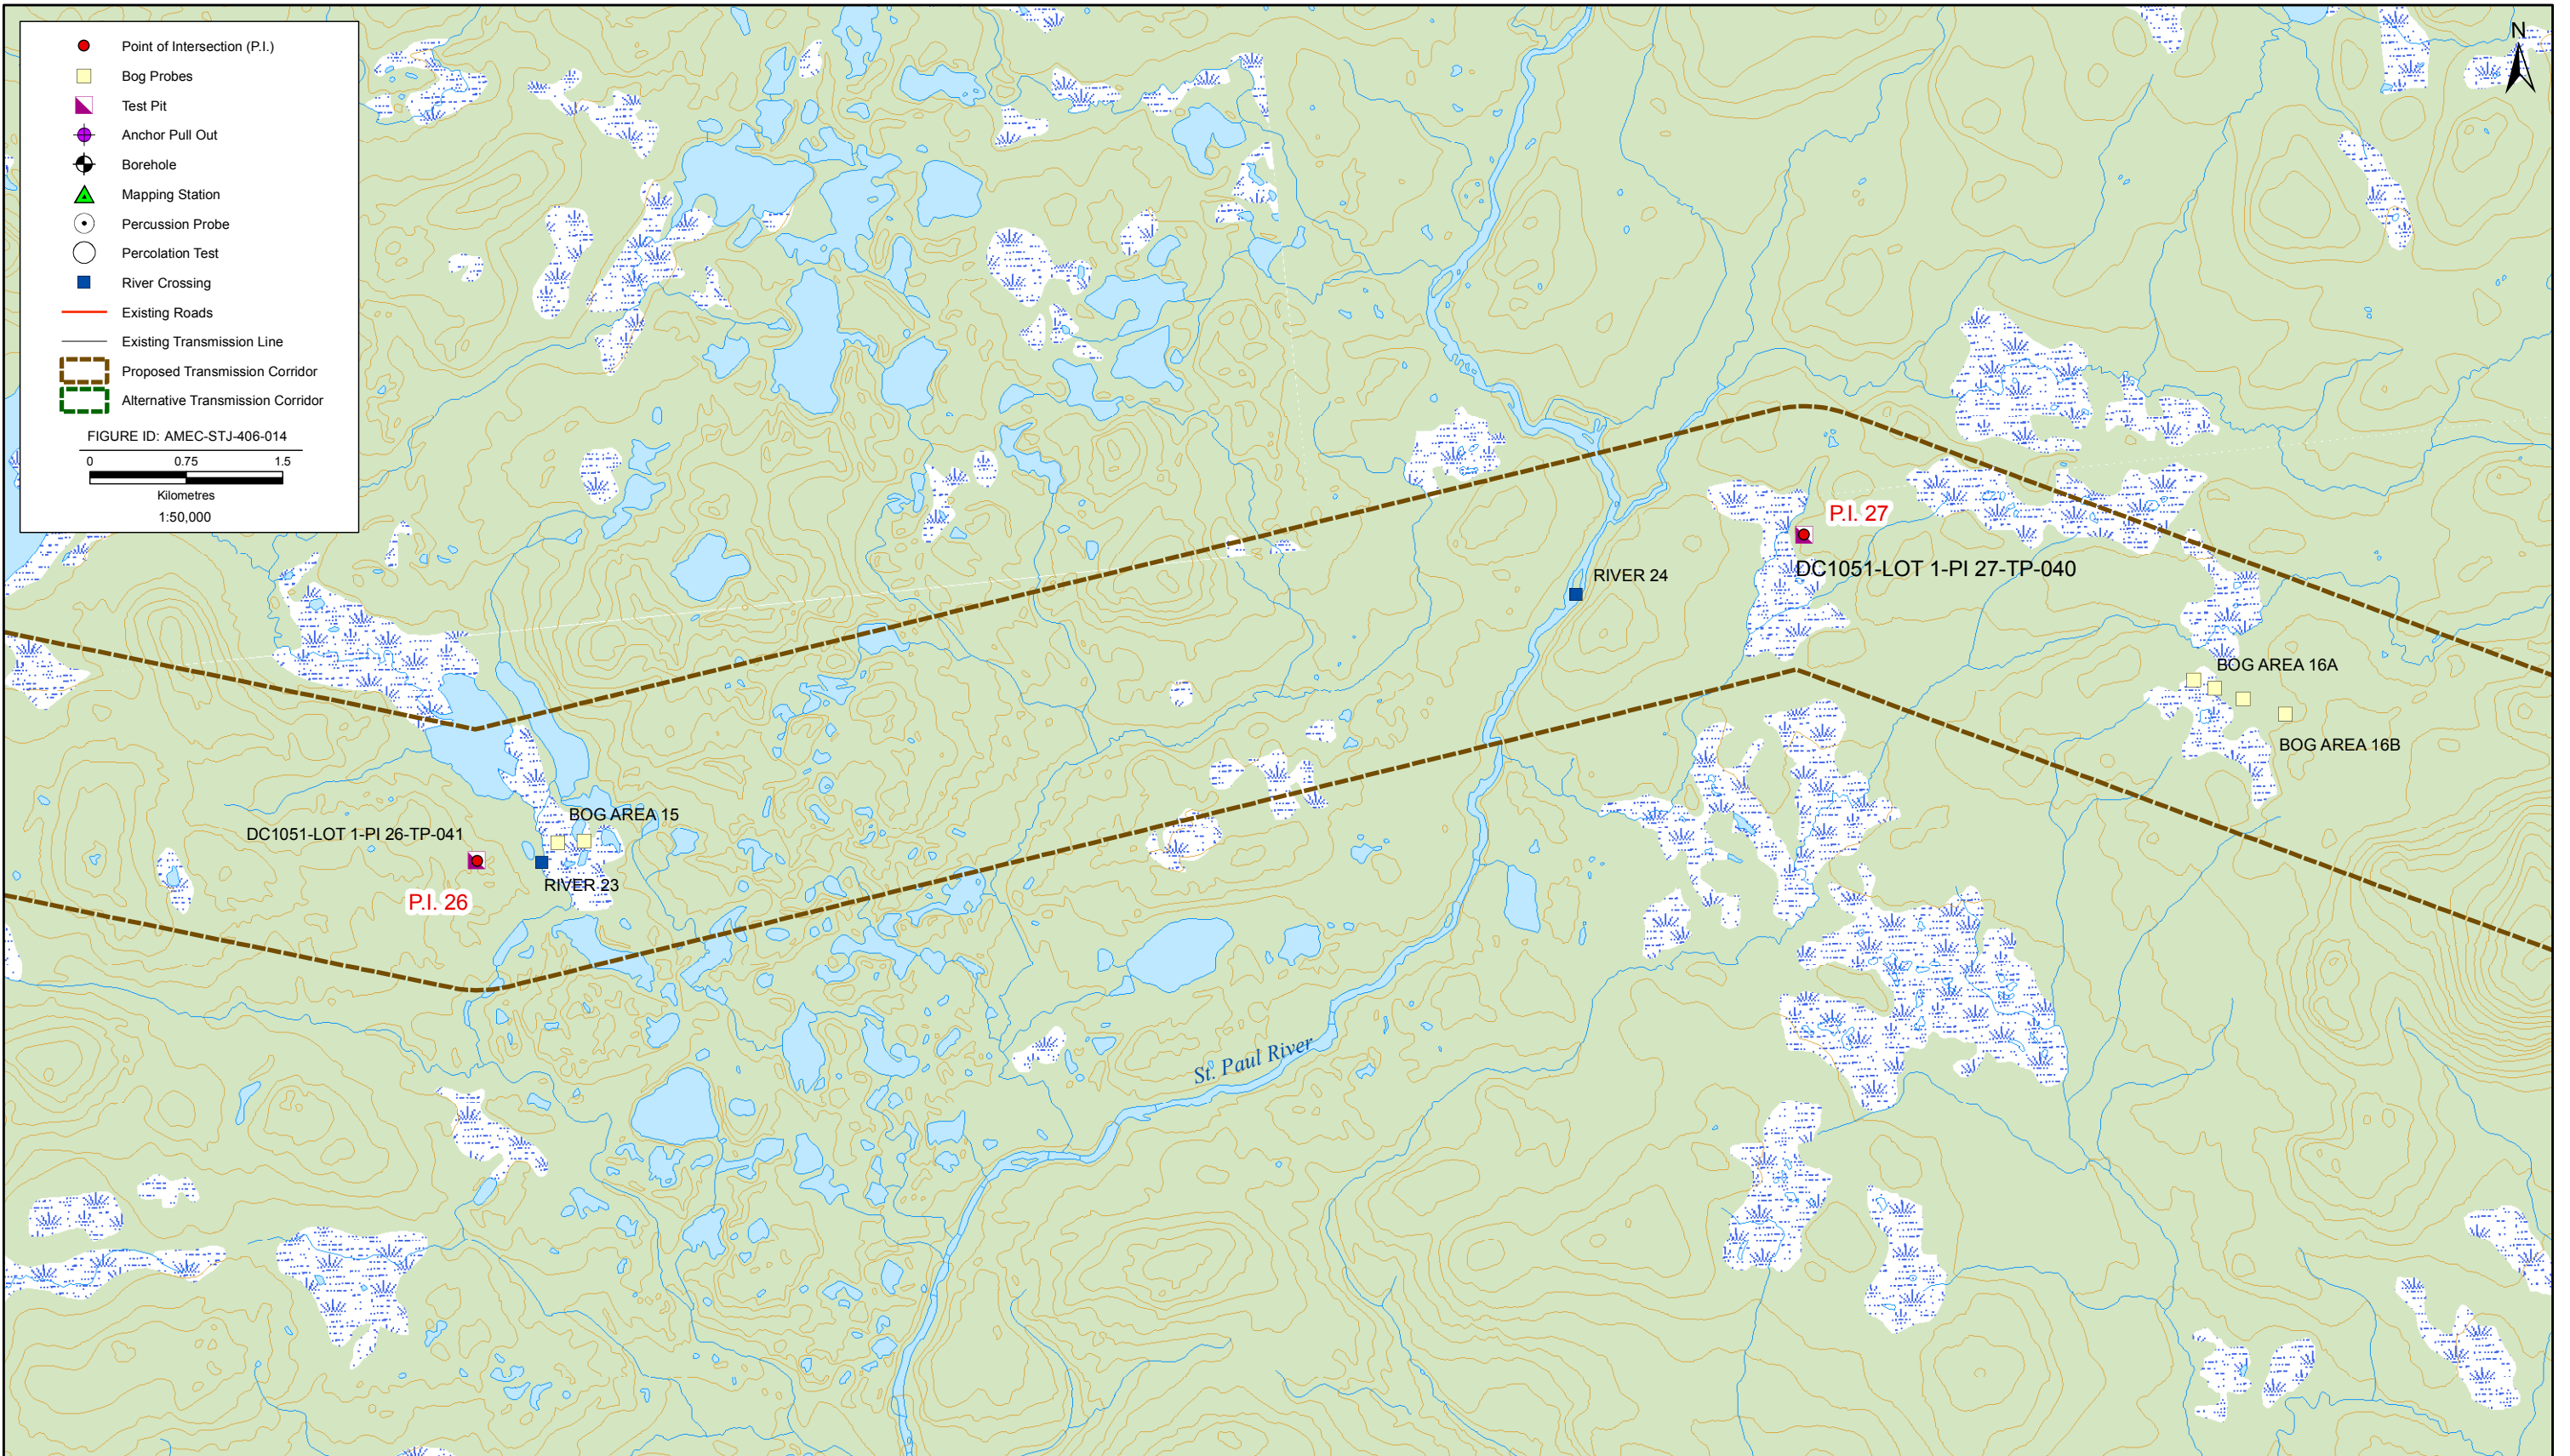 Point of Intersection (P.I.)
Bog Probes
Test Pit
Anchor Pull Out
Borehole
Mapping Station
Percussion Probe
Percolation Test
River Crossing
Existing Roads
Existing Transmission Line
Proposed Transmission Corridor
Alternative Transmission Corridor
FIGURE ID: AMEC-STJ-406-014
0 0.75 1.5
Kilometres
1:50,000
N
P.I. 27
DC1051-LOT 1-PI 27-TP-040
RIVER 24
BOG AREA 16A
BOG AREA 16B
BOG AREA 15
DC1051-LOT 1-PI 26-TP-041
RIVER 23
P.I. 26
St. Paul River